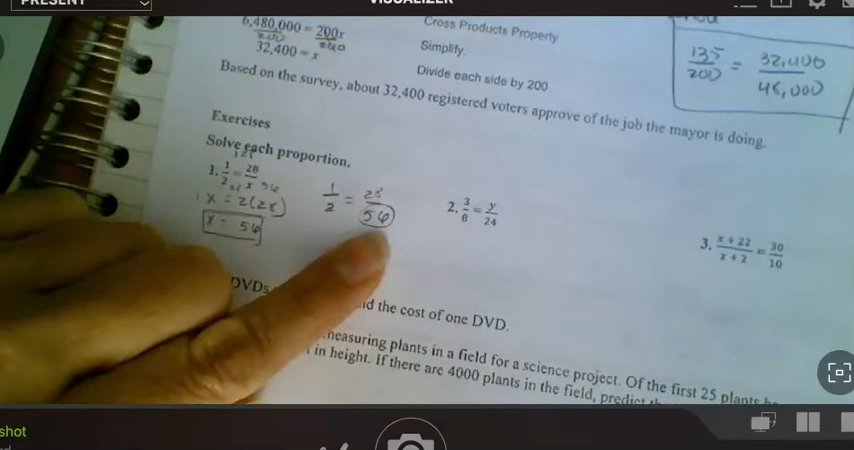 PRESENT
VISUALIZER
6,480,000 = 200x
200 200
32,400 = x
Cross Products Property
Simplify.
Divide each side by 200
135/200 = 32,400/48,000
Based on the survey, about 32,400 registered voters approve of the job the mayor is doing.
Exercises
Solve each proportion.
1. 1/2 = 28/x
1x = 2(28)
x = 56
1/2 = 28/56
2. 3/8 = y/24
3. x + 22/x + 2 = 30/10
DVDs
the cost of one DVD.
measuring plants in a field for a science project. Of the first 25 plants
in height. If there are 4000 plants in the field, predict
shot